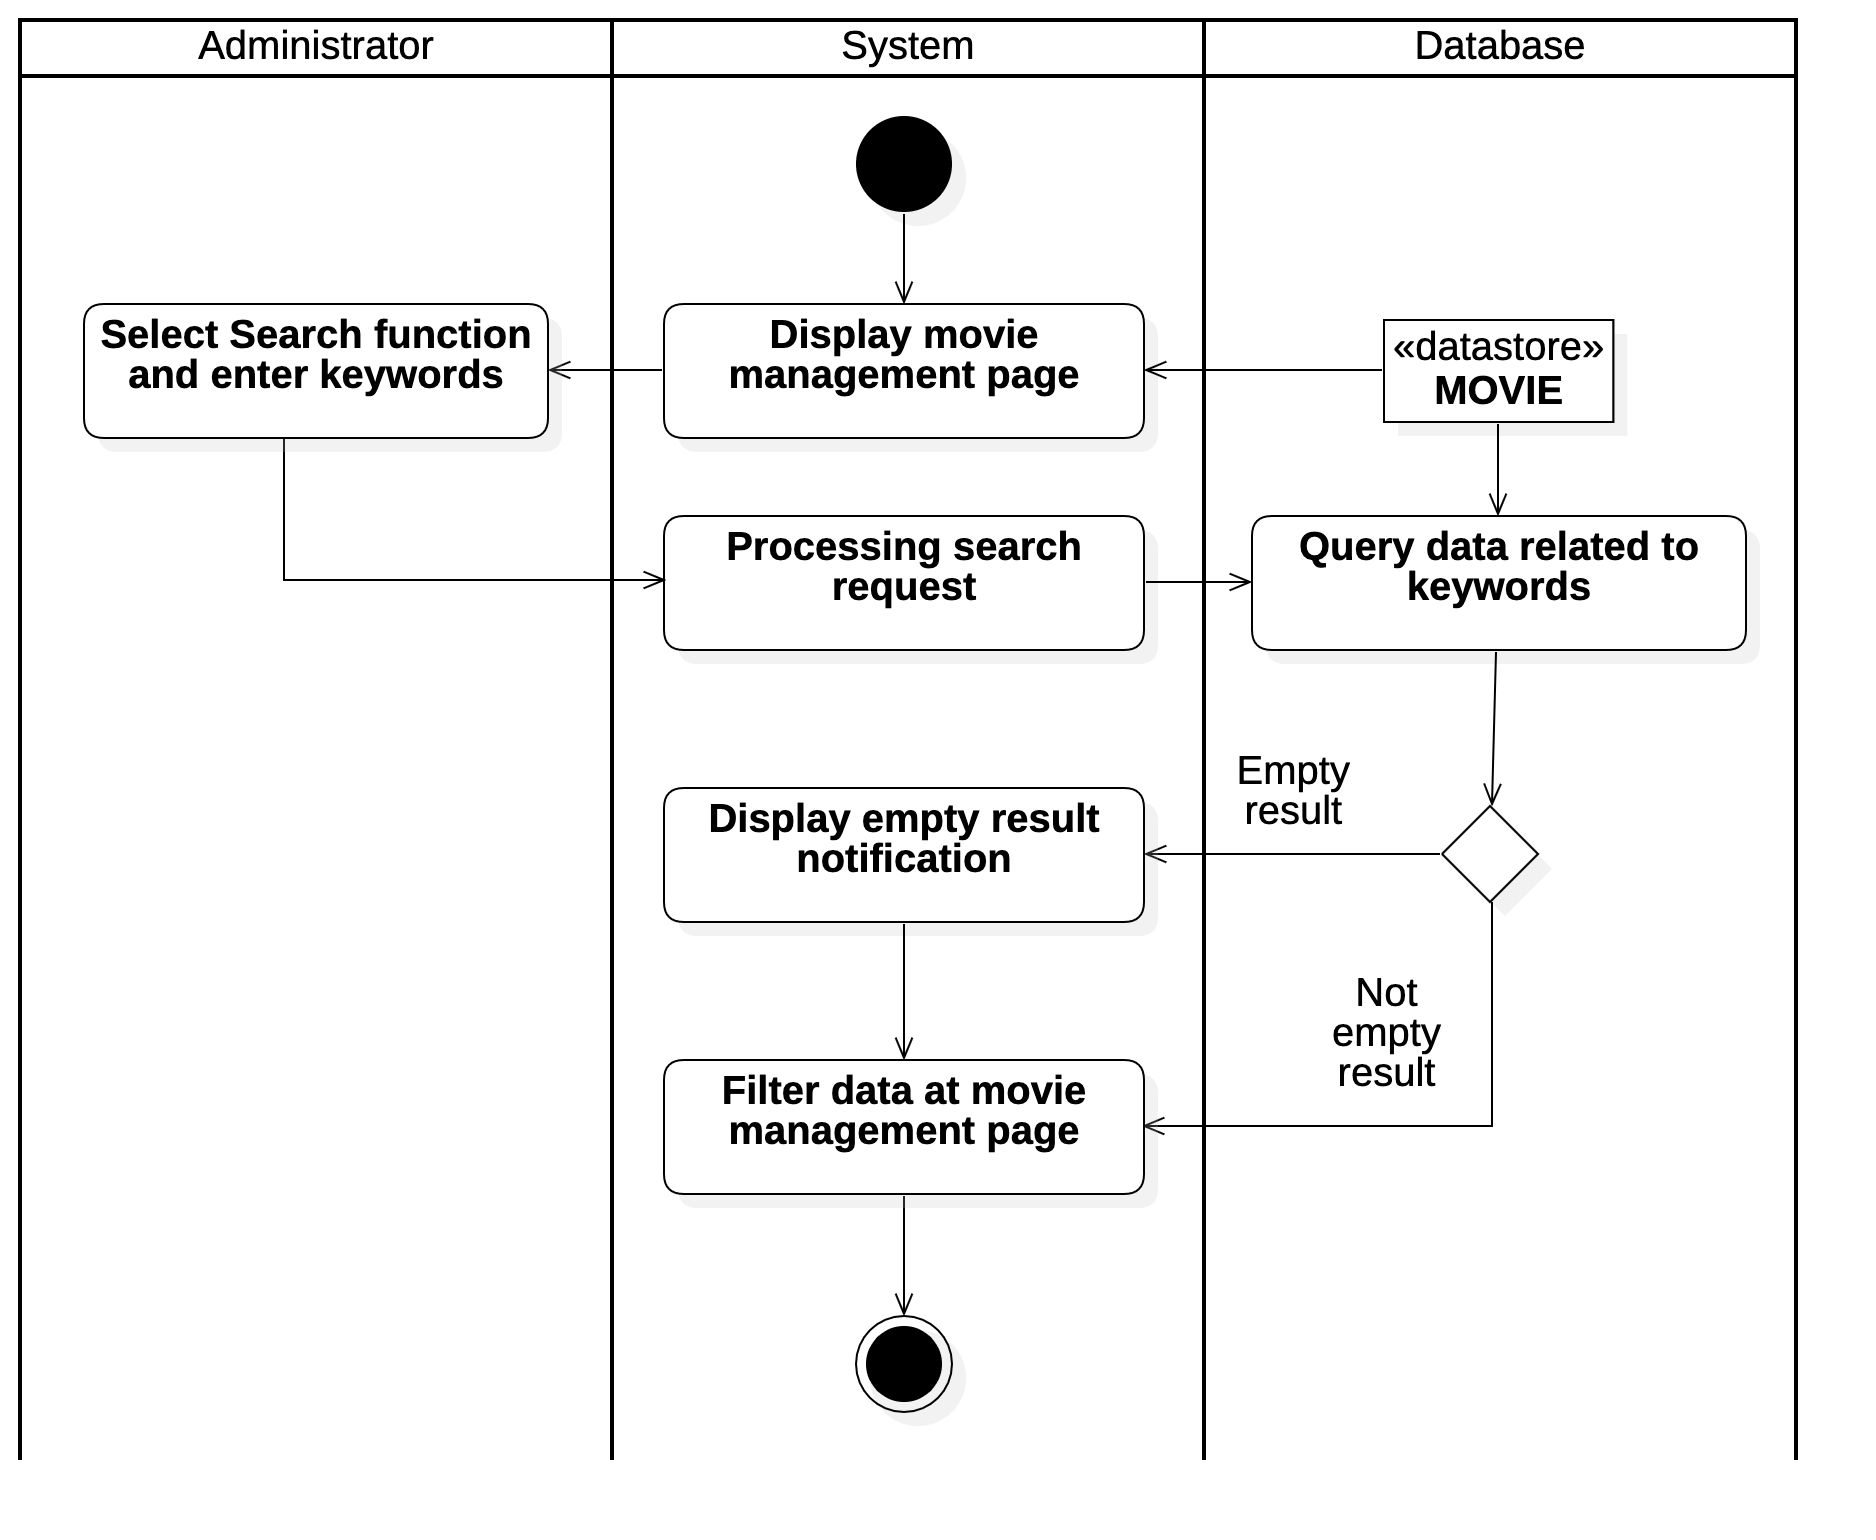 Administrator
System
Database
Select Search function
and enter keywords
Display movie
management page
«datastore»
MOVIE
Processing search
request
Query data related to
keywords
Empty
result
Display empty result
notification
Not
empty
result
Filter data at movie
management page